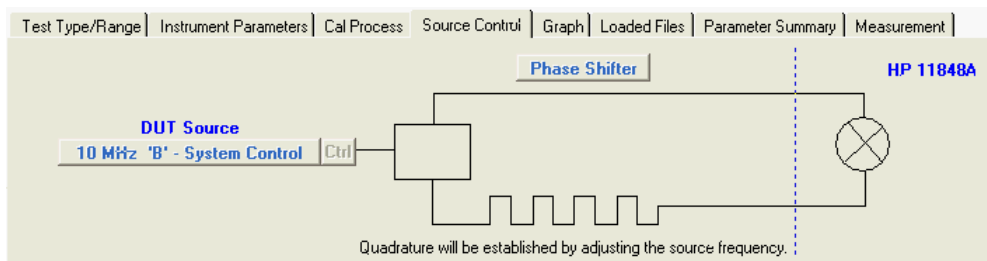 Test Type/Range Instrument Parameters Cal Process Source Control Graph Loaded Files Parameter Summary Measurement
Phase Shifter
HP 11848A
DUT Source
10 MHz 'B' - System Control Ctrl
Quadrature will be established by adjusting the source frequency.